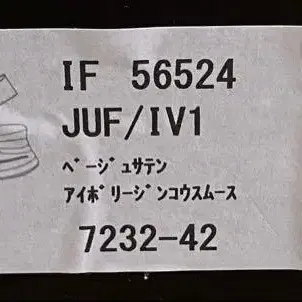 IF 56524
JUF/IV1
ﾍﾞｰｼﾞｭｻﾃﾝ
ｱｲﾎﾞﾘｰｼﾞﾝｺｳｽﾑｰｽ
7232-42